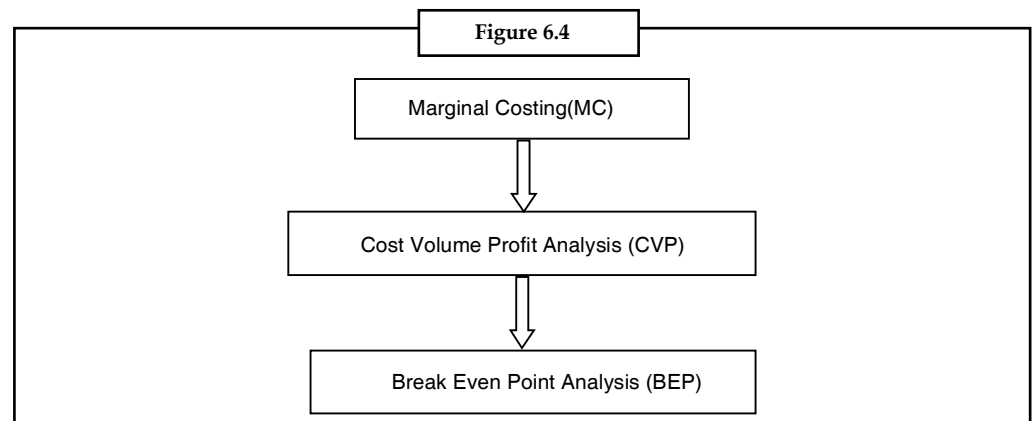 Figure 6.4
Marginal Costing(MC)
Cost Volume Profit Analysis (CVP)
Break Even Point Analysis (BEP)